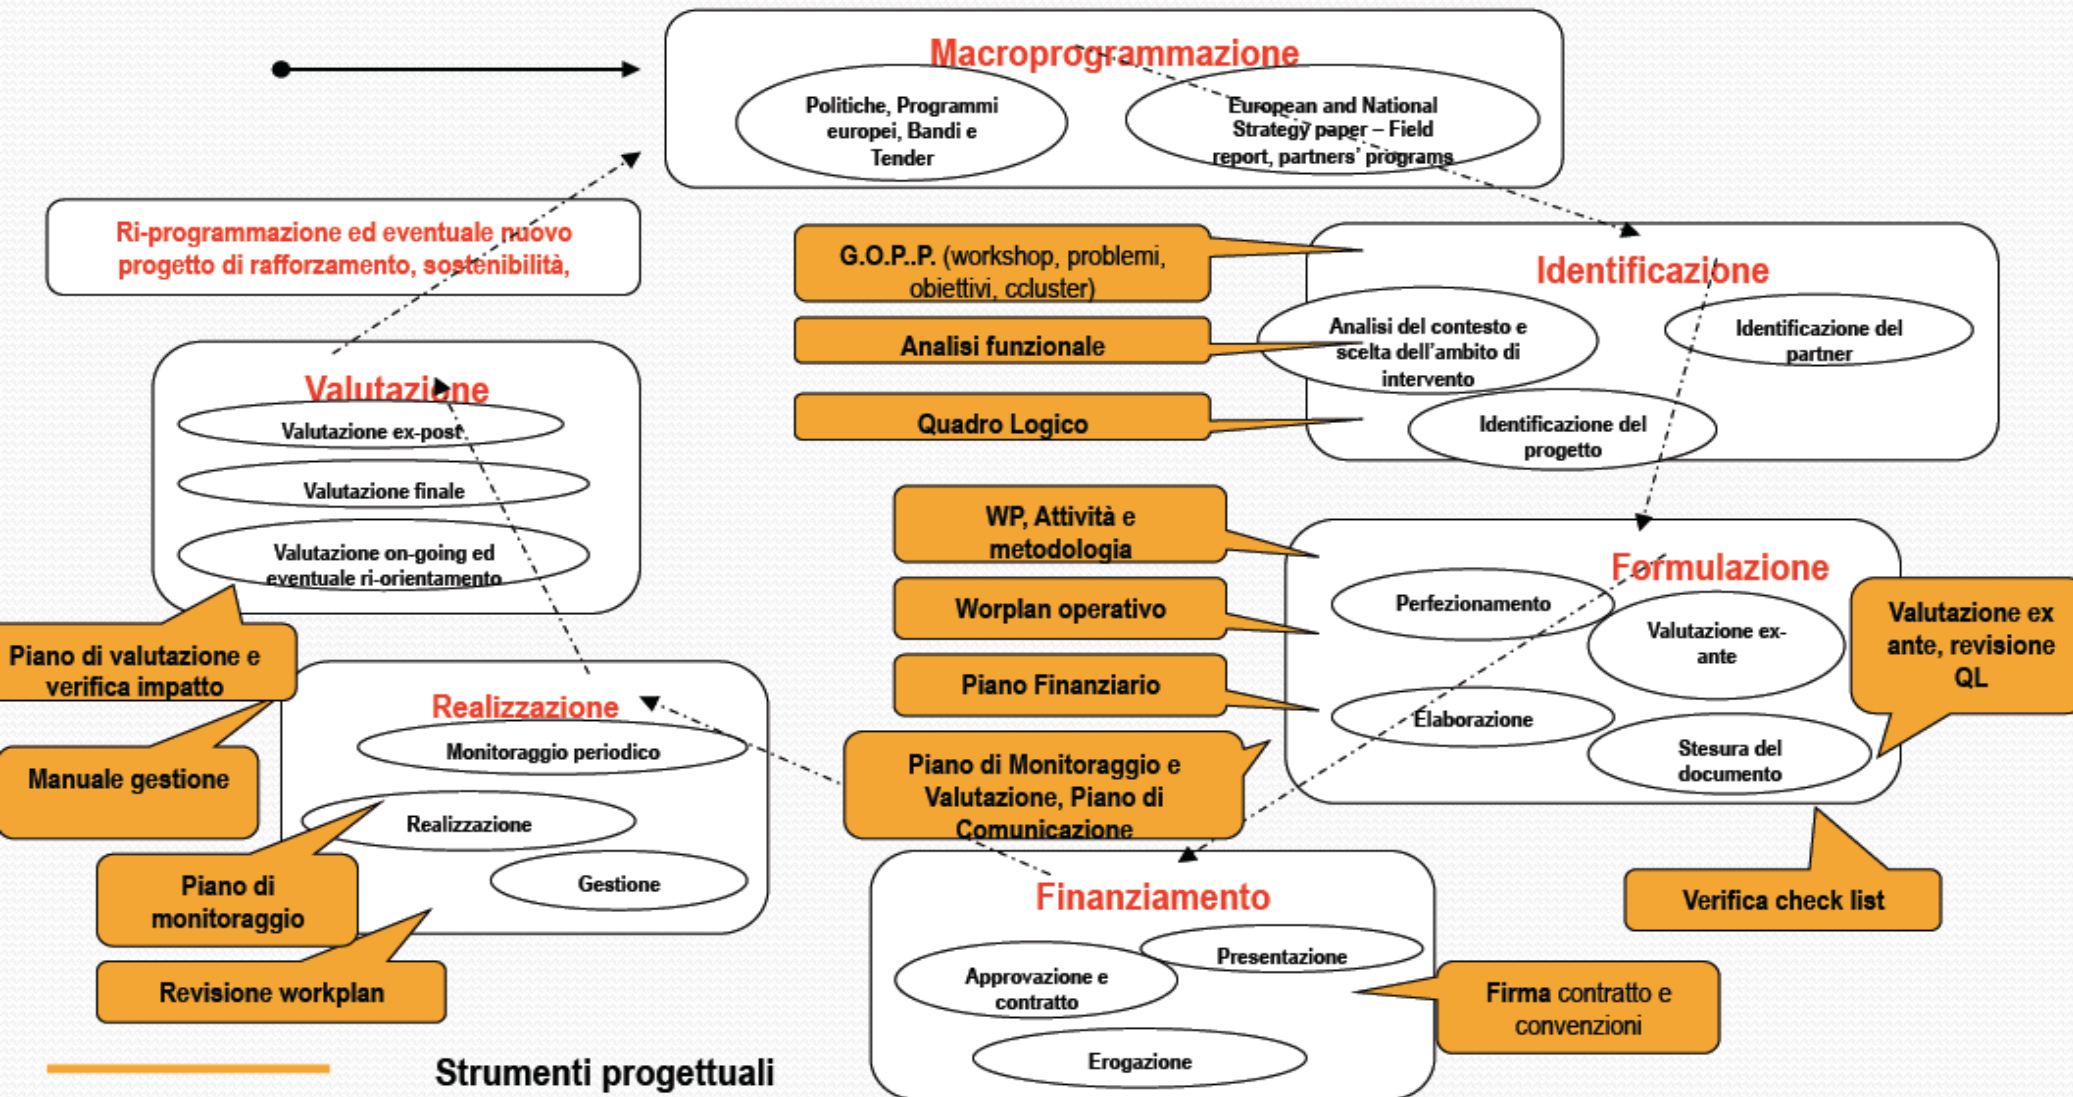 Macroprogrammazione
Politiche, Programmi
europei, Bandi e
Tender
European and National
Strategy paper – Field
report, partners' programs
Ri-programmazione ed eventuale nuovo
progetto di rafforzamento, sostenibilità,
G.O.P..P. (workshop, problemi,
obiettivi, ccluster)
Analisi funzionale
Quadro Logico
Identificazione
Analisi del contesto e
scelta dell'ambito di
intervento
Identificazione del
partner
Identificazione del
progetto
Valutazione
Valutazione ex-post
Valutazione finale
Valutazione on-going ed
eventuale ri-orientamento
WP, Attività e
metodologia
Worplan operativo
Piano Finanziario
Piano di Monitoraggio e
Valutazione, Piano di
Comunicazione
Formulazione
Perfezionamento
Valutazione ex-
ante
Elaborazione
Stesura del
documento
Valutazione ex
ante, revisione
QL
Verifica check list
Piano di valutazione e
verifica impatto
Manuale gestione
Realizzazione
Monitoraggio periodico
Realizzazione
Gestione
Piano di
monitoraggio
Revisione workplan
Finanziamento
Presentazione
Approvazione e
contratto
Erogazione
Firma contratto e
convenzioni
Strumenti progettuali